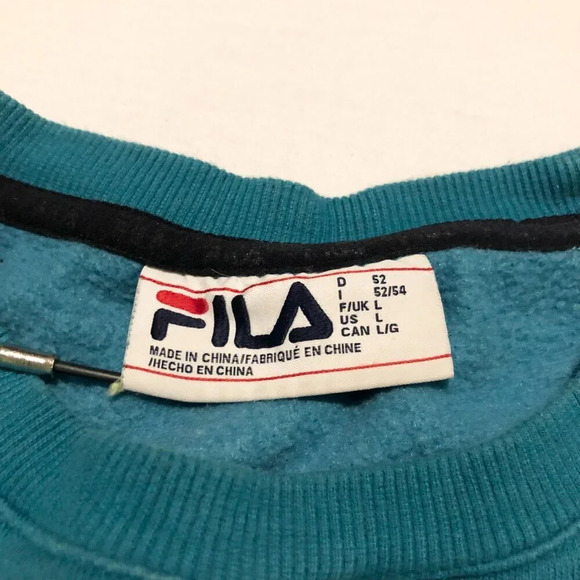 FILA
D 52
I 52/54
F/UK L
US L
CAN L/G
MADE IN CHINA/FABRIQUÉ EN CHINE
/HECHO EN CHINA